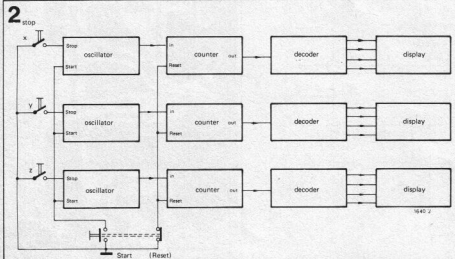 2
stop
x
Stop
Start
oscillator
in
Reset
counter
out
decoder
display
y
Stop
Start
oscillator
in
Reset
counter
out
decoder
display
z
Stop
Start
oscillator
in
Reset
counter
out
decoder
display
1640 2
Start (Reset)